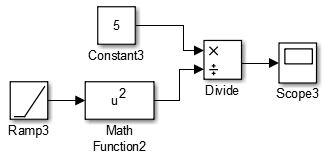 5
Constant3
×
÷
Divide
Scope3
Ramp3
u²
Math
Function2